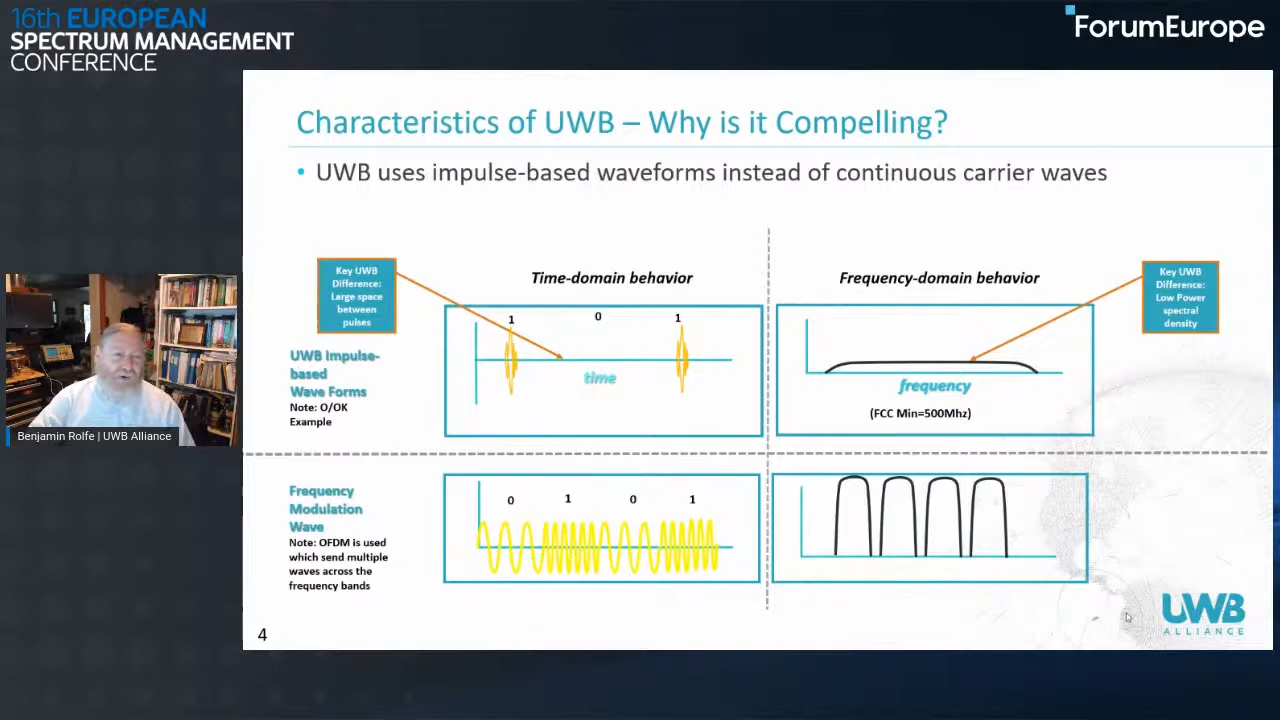 16th EUROPEAN
SPECTRUM MANAGEMENT
CONFERENCE
ForumEurope
Characteristics of UWB – Why is it Compelling?
• UWB uses impulse-based waveforms instead of continuous carrier waves
Key UWB
Difference:
Large space
between
pulses
Time-domain behavior
Frequency-domain behavior
Key UWB
Difference:
Low Power
spectral
density
1 0 1
time
frequency
(FCC Min=500Mhz)
UWB Impulse-
based
Wave Forms
Note: O/OK
Example
Benjamin Rolfe | UWB Alliance
Frequency
Modulation
Wave
Note: OFDM is used
which send multiple
waves across the
frequency bands
0 1 0 1
UWB
ALLIANCE
4